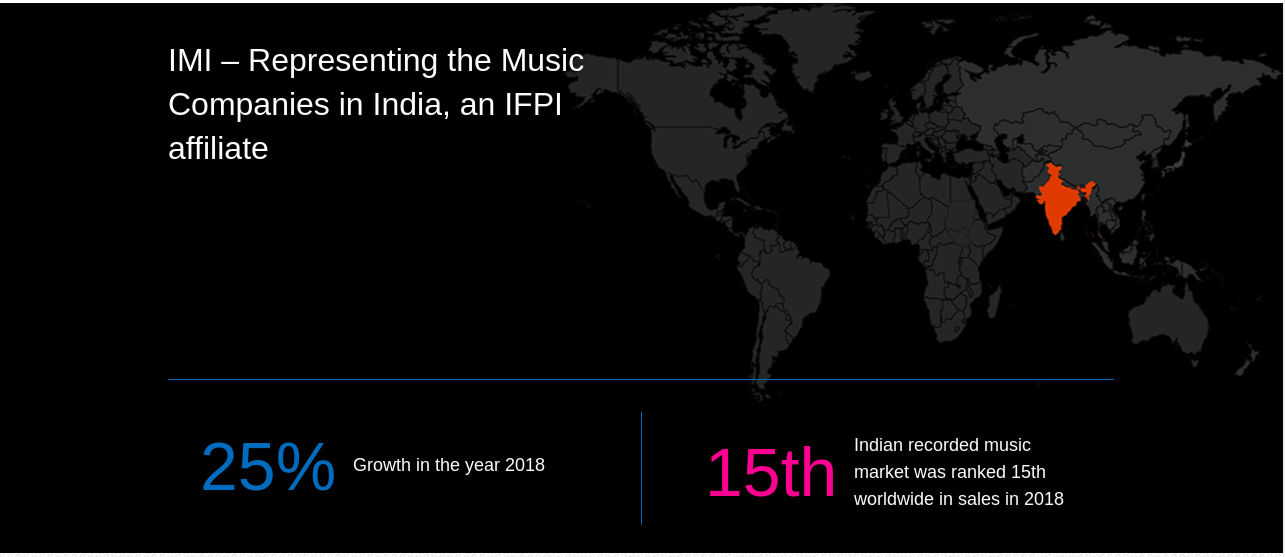 IMI – Representing the Music
Companies in India, an IFPI
affiliate
25%
Growth in the year 2018
15th
Indian recorded music
market was ranked 15th
worldwide in sales in 2018